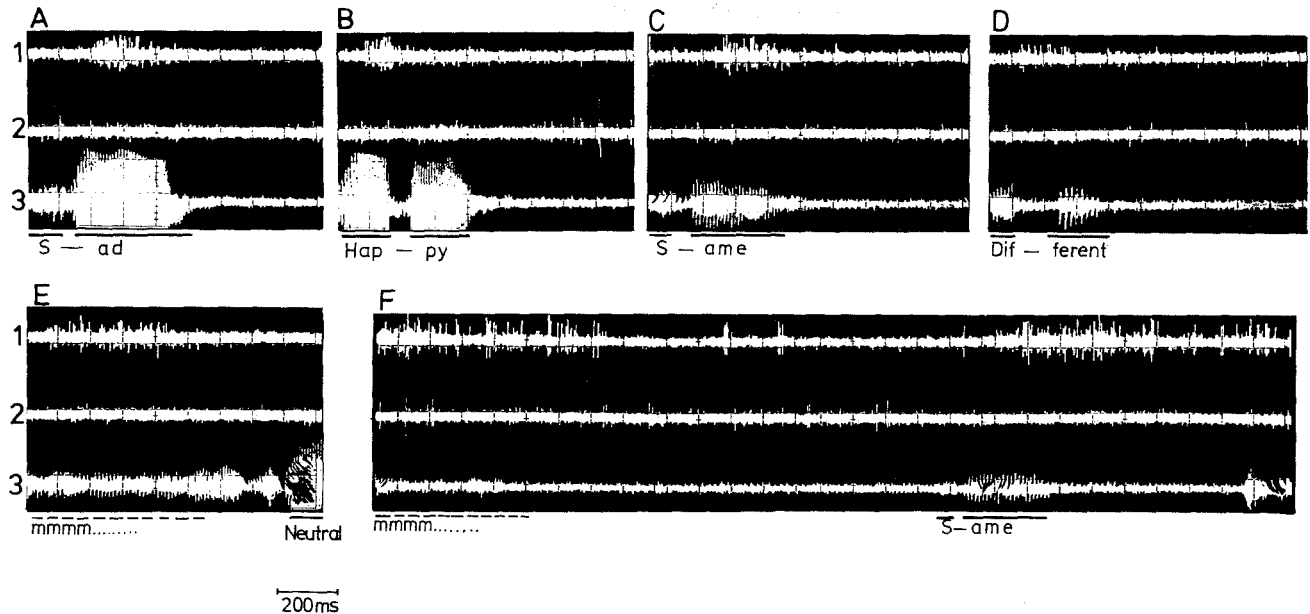 A B C D
1
2
3
S — ad Hap — py S — ame Dif — ferent
E F
1
2
3
mmmm........ Neutral mmmm........ S—ame
200ms